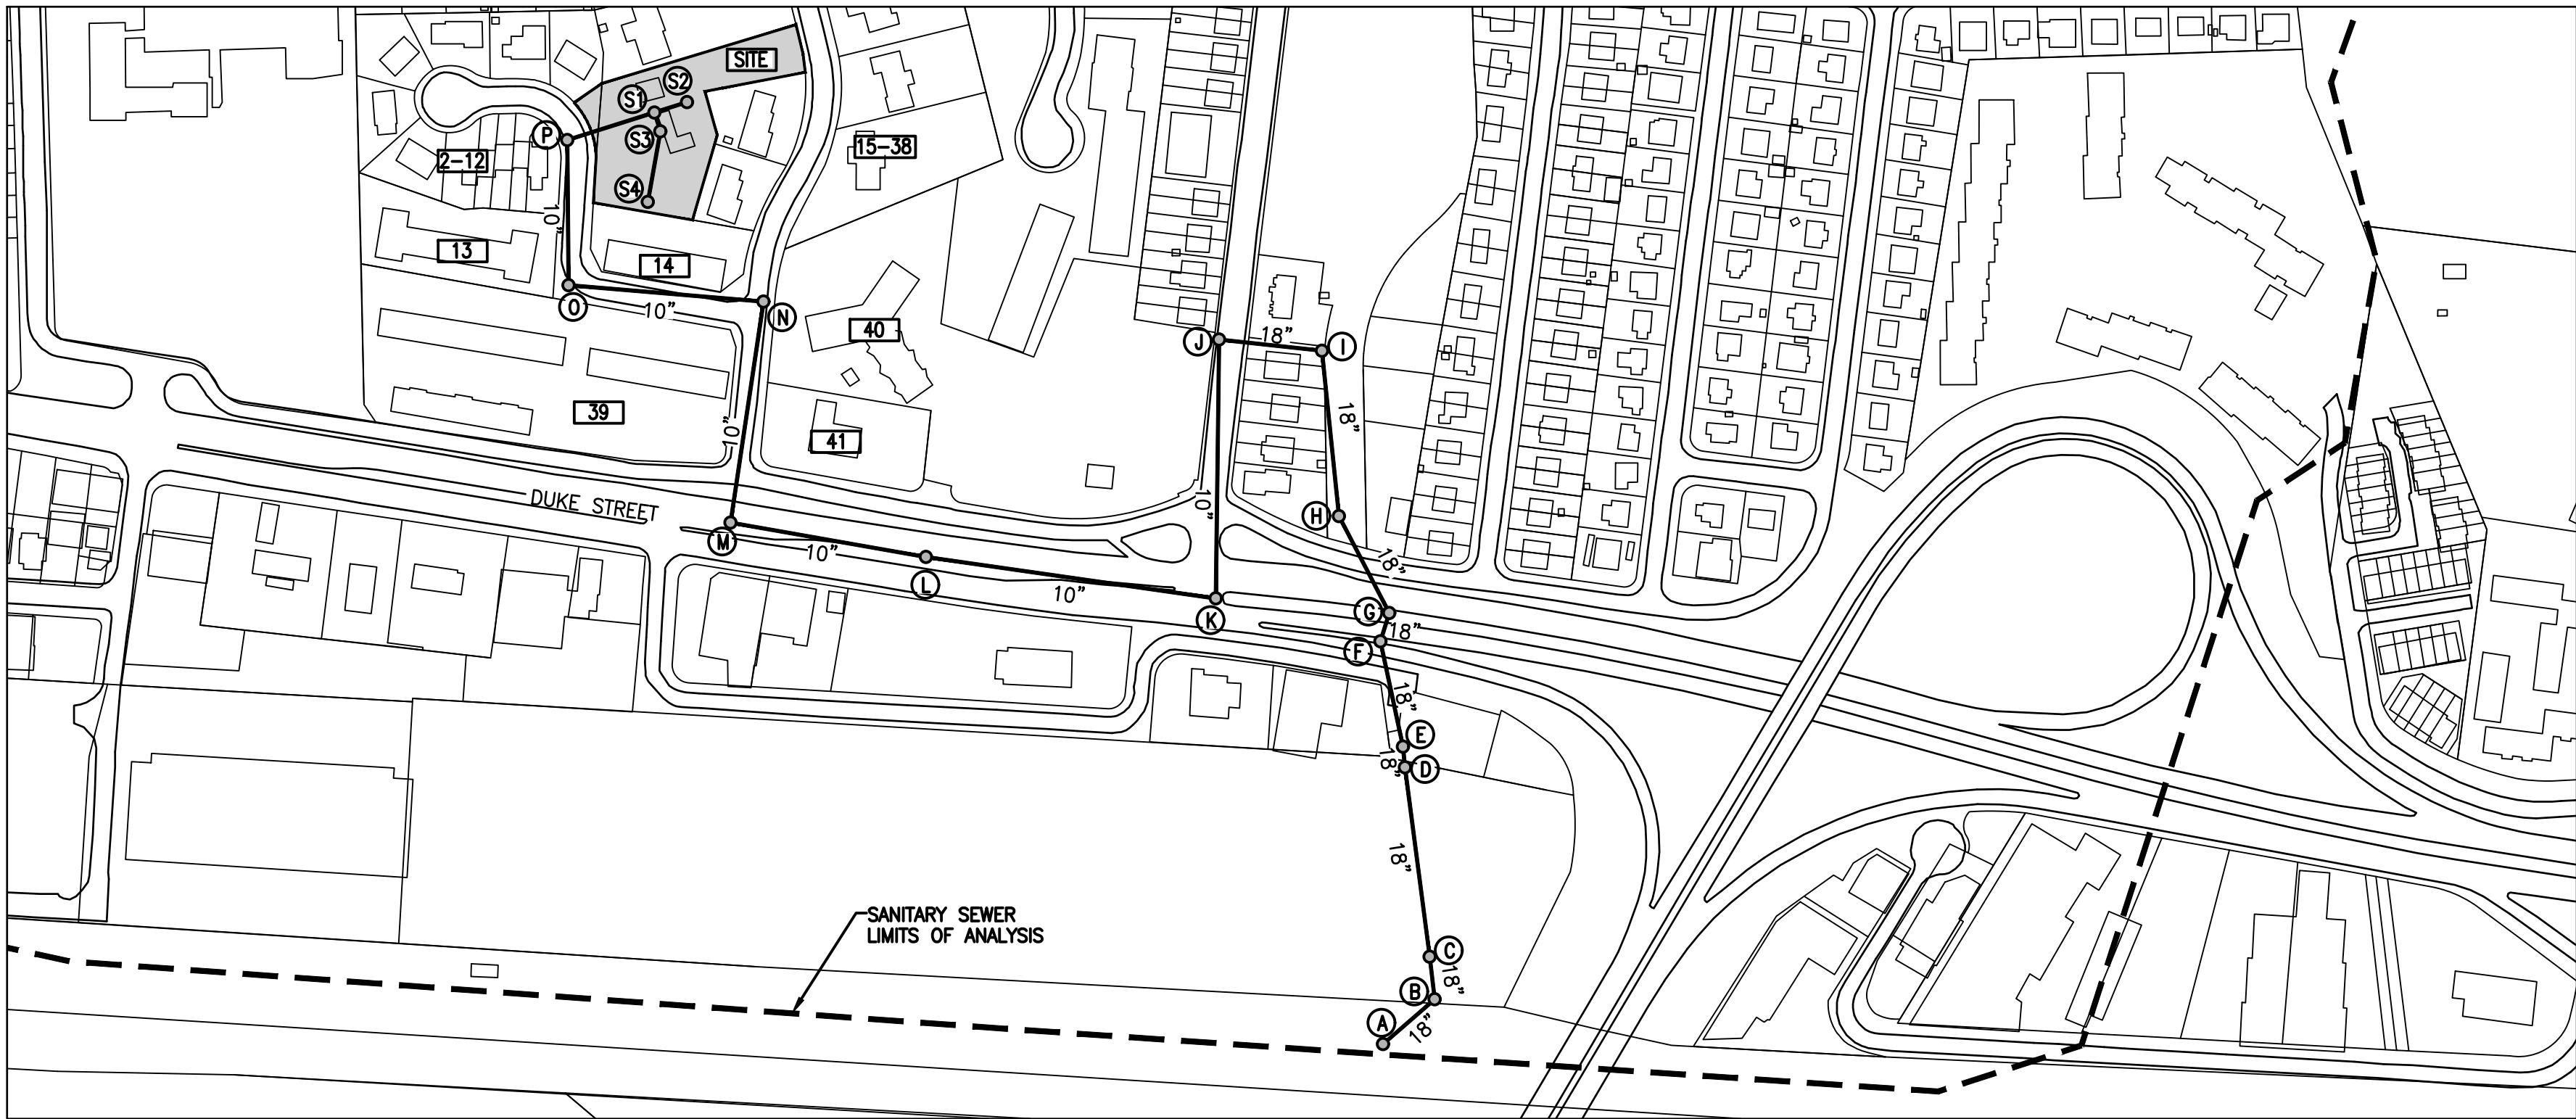 SITE
S2
S1
P
S3
2-12
15-38
S4
10"
13
14
O
10"
N
40
J
18"
I
10"
39
41
18"
DUKE STREET
10"
H
M
10"
18"
L
10"
K
G
18"
F
18"
E
18"
D
18"
SANITARY SEWER
LIMITS OF ANALYSIS
C
18"
B
A
18"